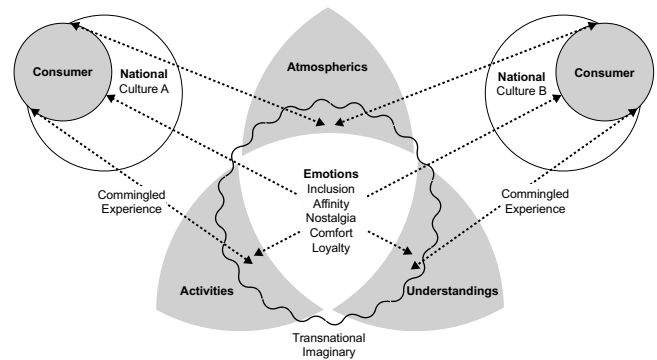 Consumer
National
Culture A
Atmospherics
National
Culture B
Consumer
Commingled
Experience
Emotions
Inclusion
Affinity
Nostalgia
Comfort
Loyalty
Commingled
Experience
Activities
Understandings
Transnational
Imaginary